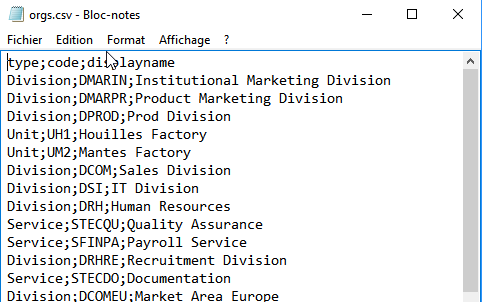 orgs.csv - Bloc-notes
Fichier Edition Format Affichage ?
type;code;displayname
Division;DMARIN;Institutional Marketing Division
Division;DMARPR;Product Marketing Division
Division;DPROD;Prod Division
Unit;UH1;Houilles Factory
Unit;UM2;Mantes Factory
Division;DCOM;Sales Division
Division;DSI;IT Division
Division;DRH;Human Resources
Service;STECQU;Quality Assurance
Service;SFINPA;Payroll Service
Division;DRHRE;Recruitment Division
Service;STECDO;Documentation
Division;DCOMEU;Market Area Europe